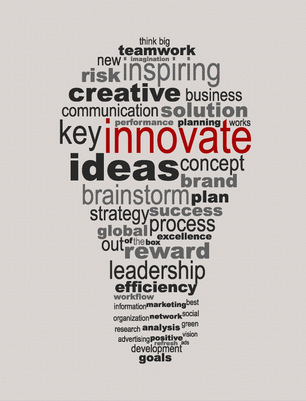 think big
teamwork
new imagination
risk inspiring
creative business
communication solution
performance planning works
key innovate
ideas concept
brand
brainstorm plan
strategy success
global process
out of the box excellence
reward
leadership
efficiency
workflow
information marketing best
organization network social
research analysis green
advertising positive vision
refresh ads
development
goals